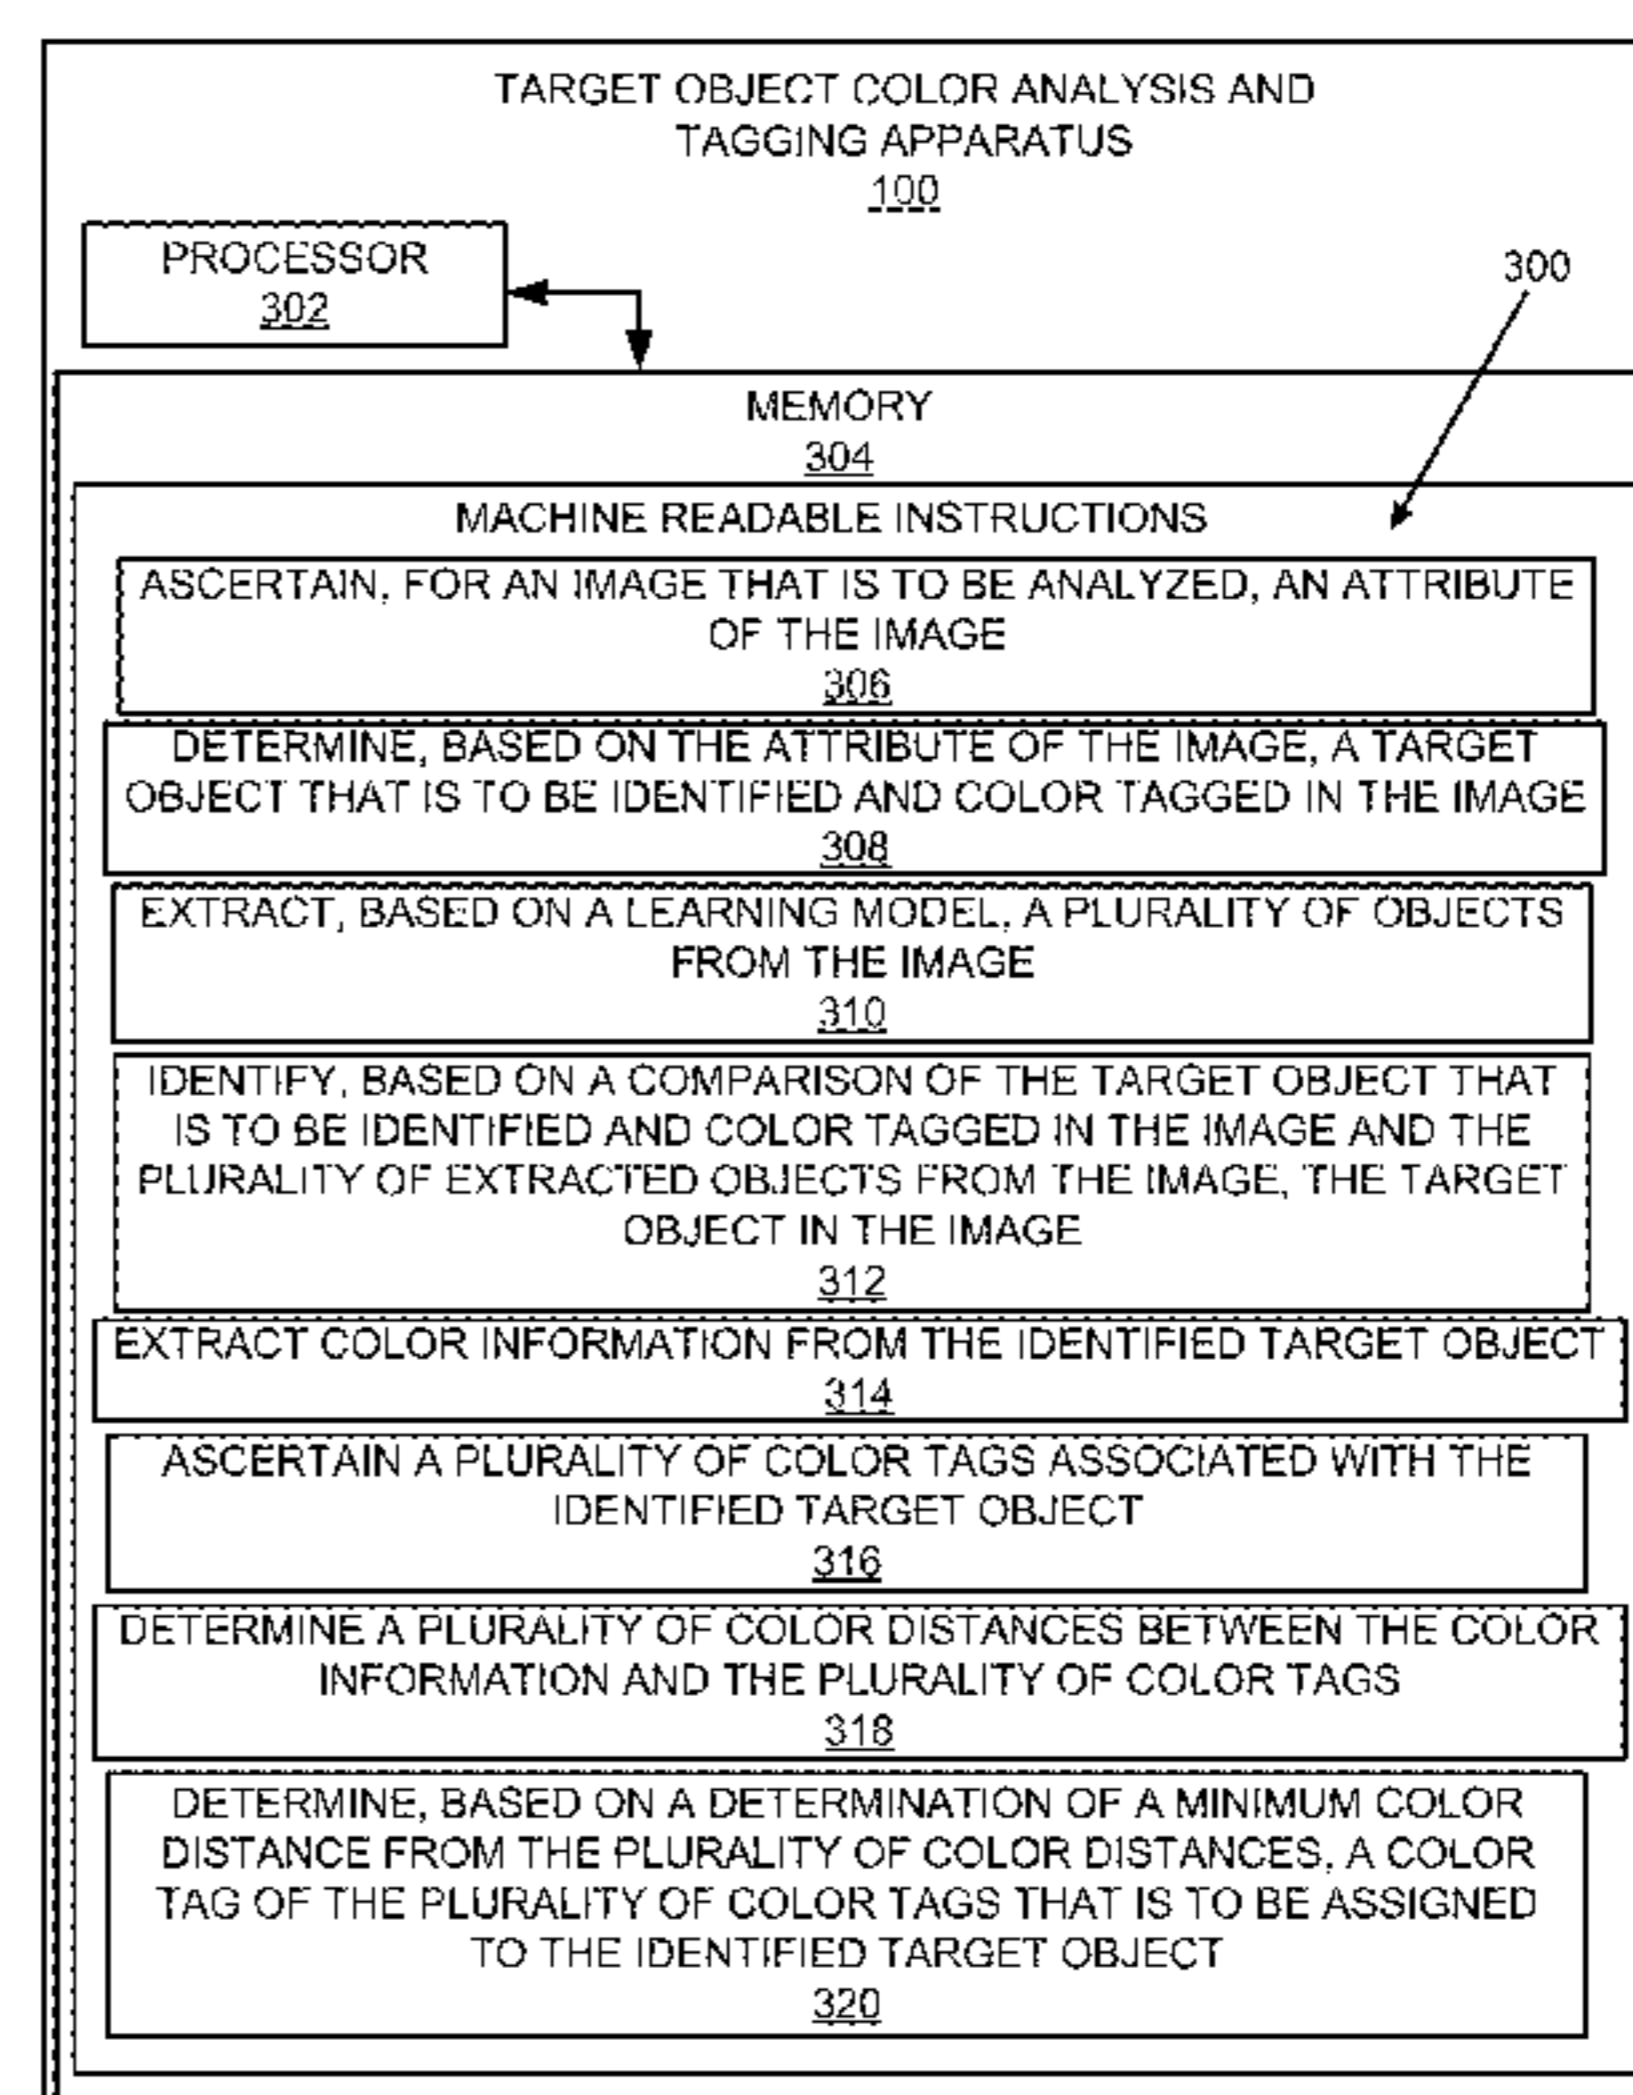 TARGET OBJECT COLOR ANALYSIS AND
TAGGING APPARATUS
100
PROCESSOR
302
300
MEMORY
304
MACHINE READABLE INSTRUCTIONS
ASCERTAIN, FOR AN IMAGE THAT IS TO BE ANALYZED, AN ATTRIBUTE
OF THE IMAGE
306
DETERMINE, BASED ON THE ATTRIBUTE OF THE IMAGE, A TARGET
OBJECT THAT IS TO BE IDENTIFIED AND COLOR TAGGED IN THE IMAGE
308
EXTRACT, BASED ON A LEARNING MODEL, A PLURALITY OF OBJECTS
FROM THE IMAGE
310
IDENTIFY, BASED ON A COMPARISON OF THE TARGET OBJECT THAT
IS TO BE IDENTIFIED AND COLOR TAGGED IN THE IMAGE AND THE
PLURALITY OF EXTRACTED OBJECTS FROM THE IMAGE, THE TARGET
OBJECT IN THE IMAGE
312
EXTRACT COLOR INFORMATION FROM THE IDENTIFIED TARGET OBJECT
314
ASCERTAIN A PLURALITY OF COLOR TAGS ASSOCIATED WITH THE
IDENTIFIED TARGET OBJECT
316
DETERMINE A PLURALITY OF COLOR DISTANCES BETWEEN THE COLOR
INFORMATION AND THE PLURALITY OF COLOR TAGS
318
DETERMINE, BASED ON A DETERMINATION OF A MINIMUM COLOR
DISTANCE FROM THE PLURALITY OF COLOR DISTANCES, A COLOR
TAG OF THE PLURALITY OF COLOR TAGS THAT IS TO BE ASSIGNED
TO THE IDENTIFIED TARGET OBJECT
320